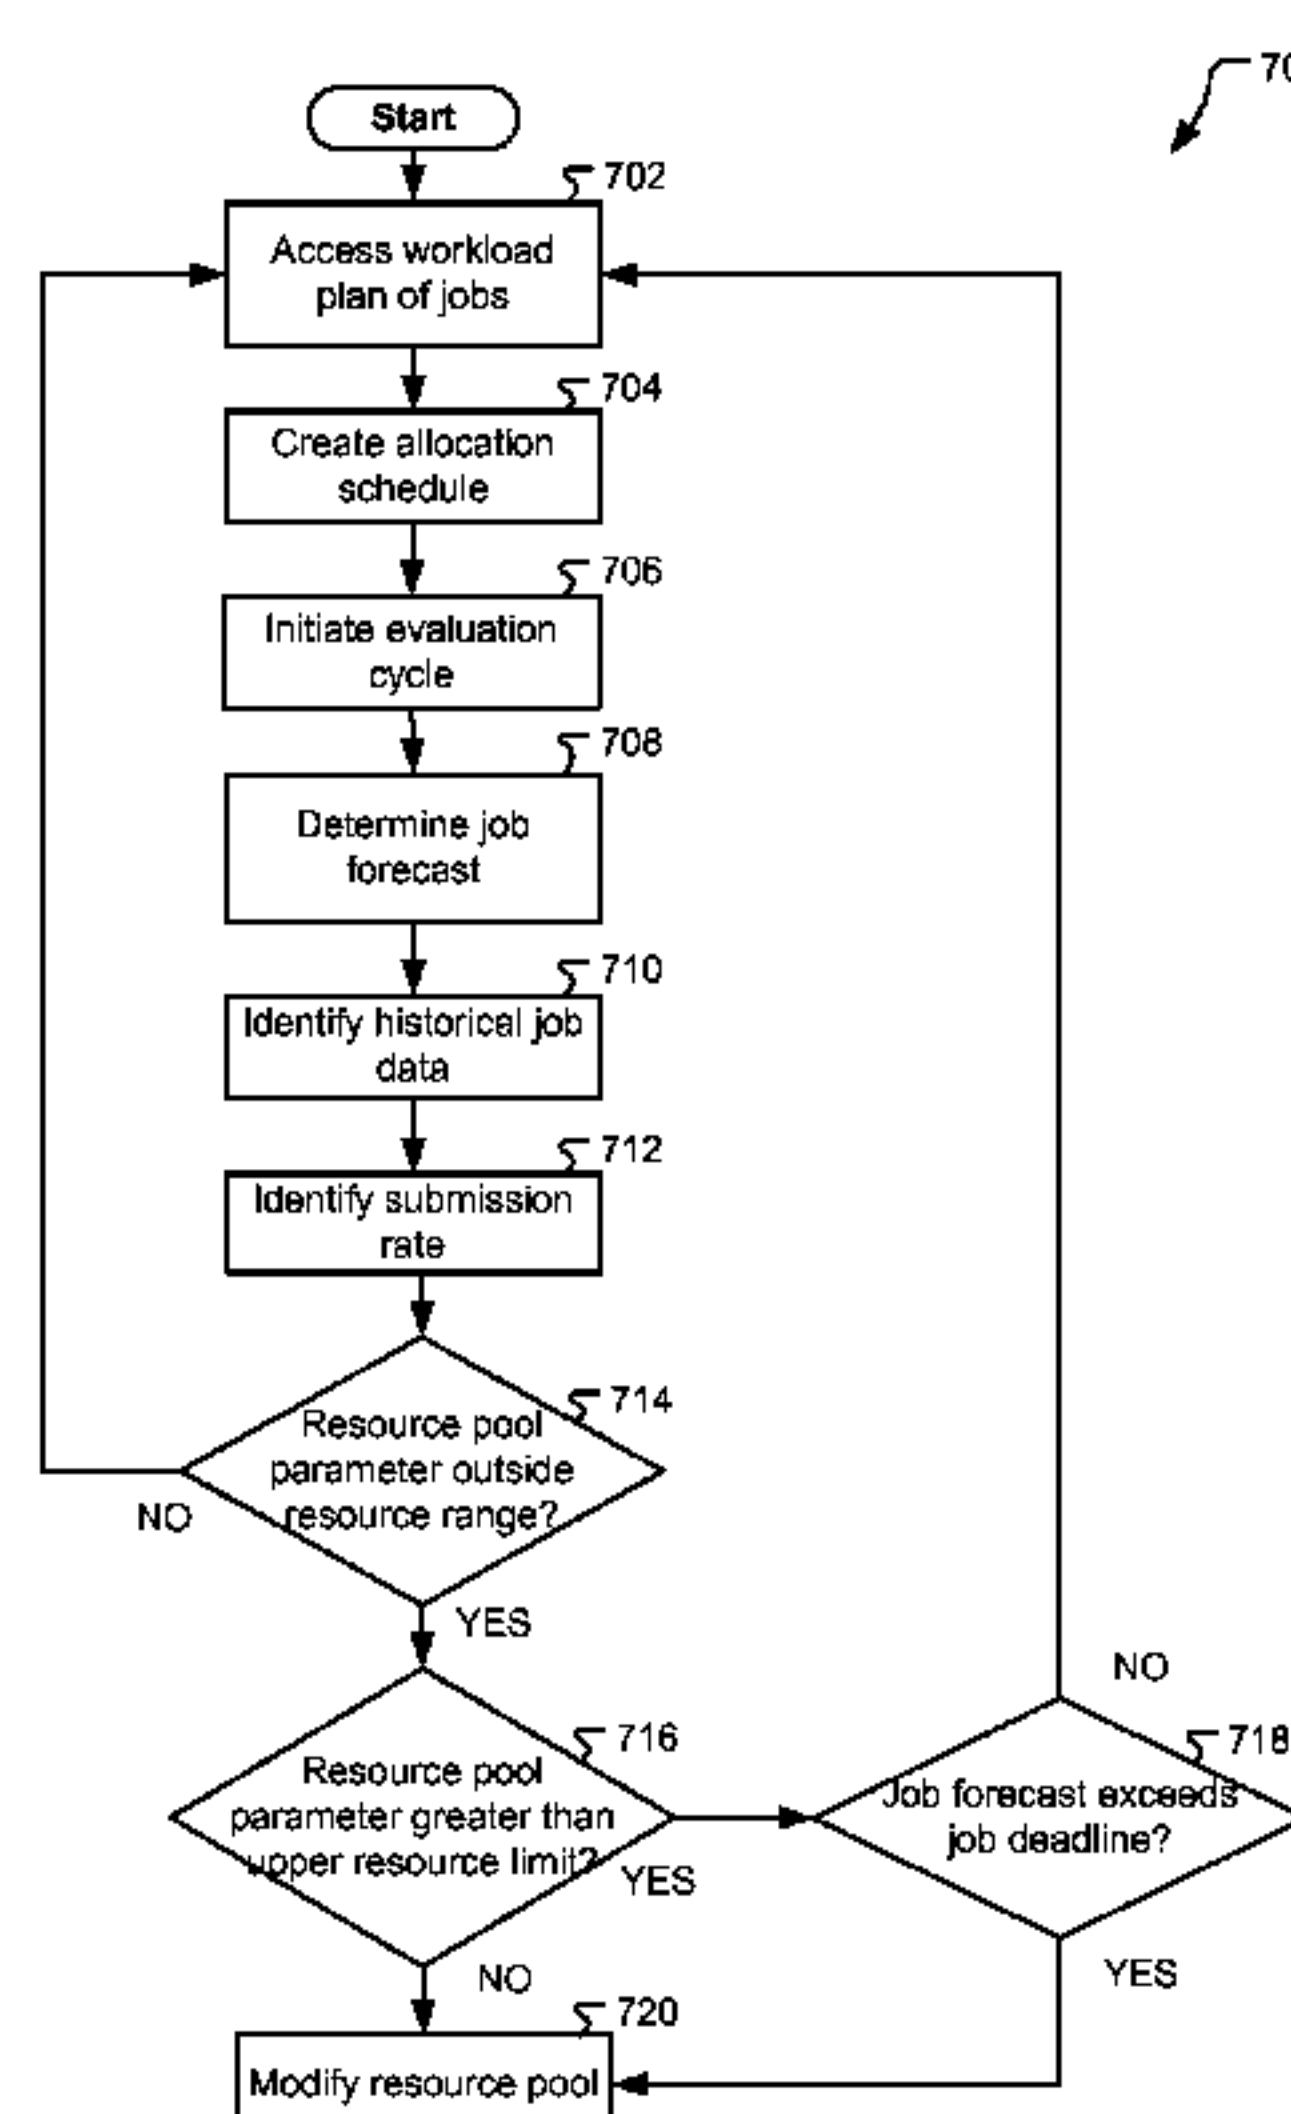 Start
702
Access workload
plan of jobs
704
Create allocation
schedule
706
Initiate evaluation
cycle
708
Determine job
forecast
710
Identify historical job
data
712
Identify submission
rate
714
Resource pool
parameter outside
resource range?
NO
YES
716
Resource pool
parameter greater than
upper resource limit?
YES
NO
NO
718
Job forecast exceeds
job deadline?
YES
720
Modify resource pool